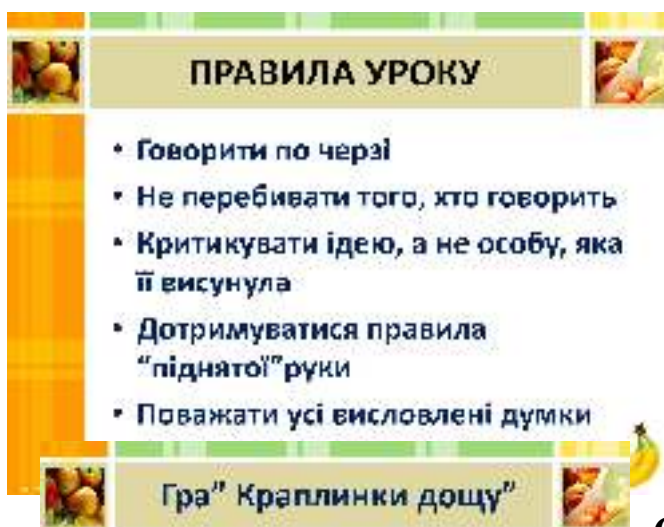 ПРАВИЛА УРОКУ
• Говорити по черзі
• Не перебивати того, хто говорить
• Критикувати ідею, а не особу, яка
її висунула
• Дотримуватися правила
“піднятої”руки
• Поважати усі висловлені думки
Гра” Краплинки дощу”